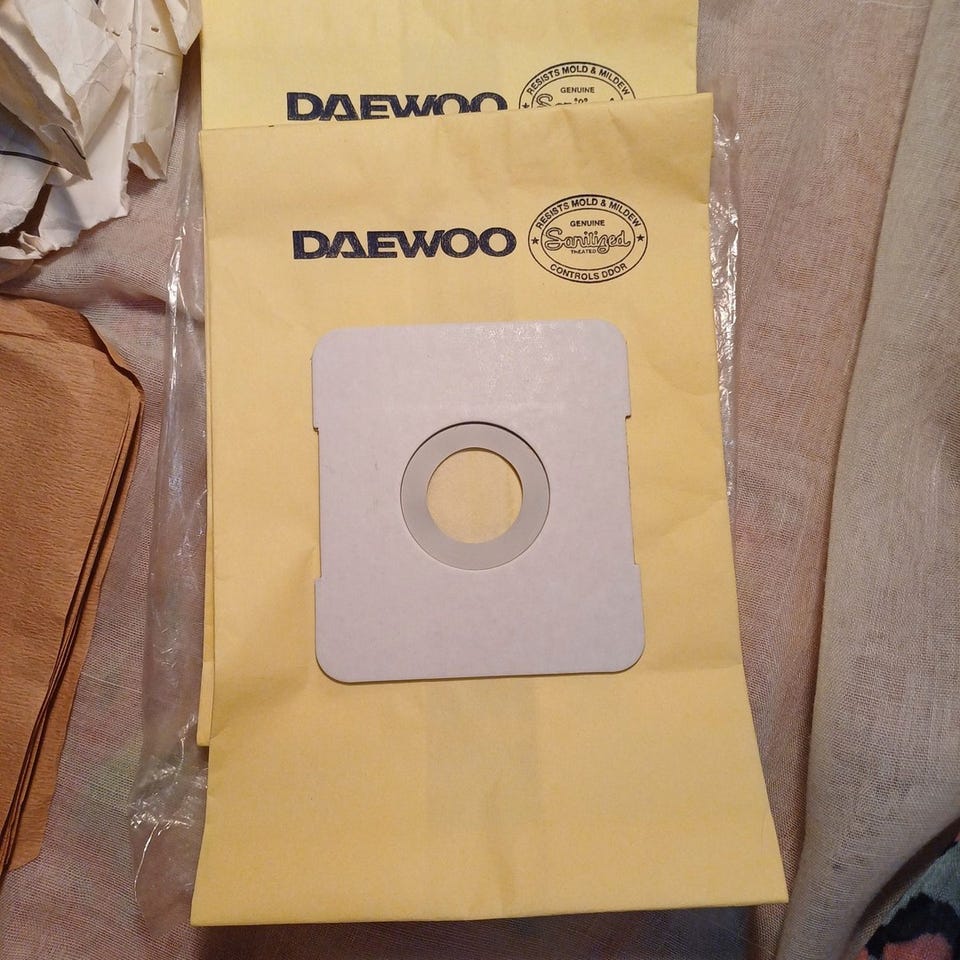 DAEWOO
RESISTS MOLD & MILDEW
GENUINE
DAEWOO
RESISTS MOLD & MILDEW
GENUINE
Sanitized
TREATED
CONTROLS ODOR